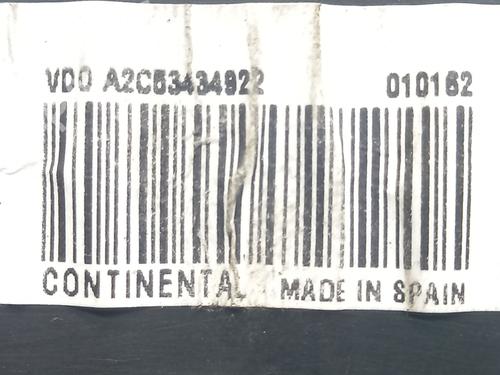 VDO A2C53434922 010162
CONTINENTAL MADE IN SPAIN